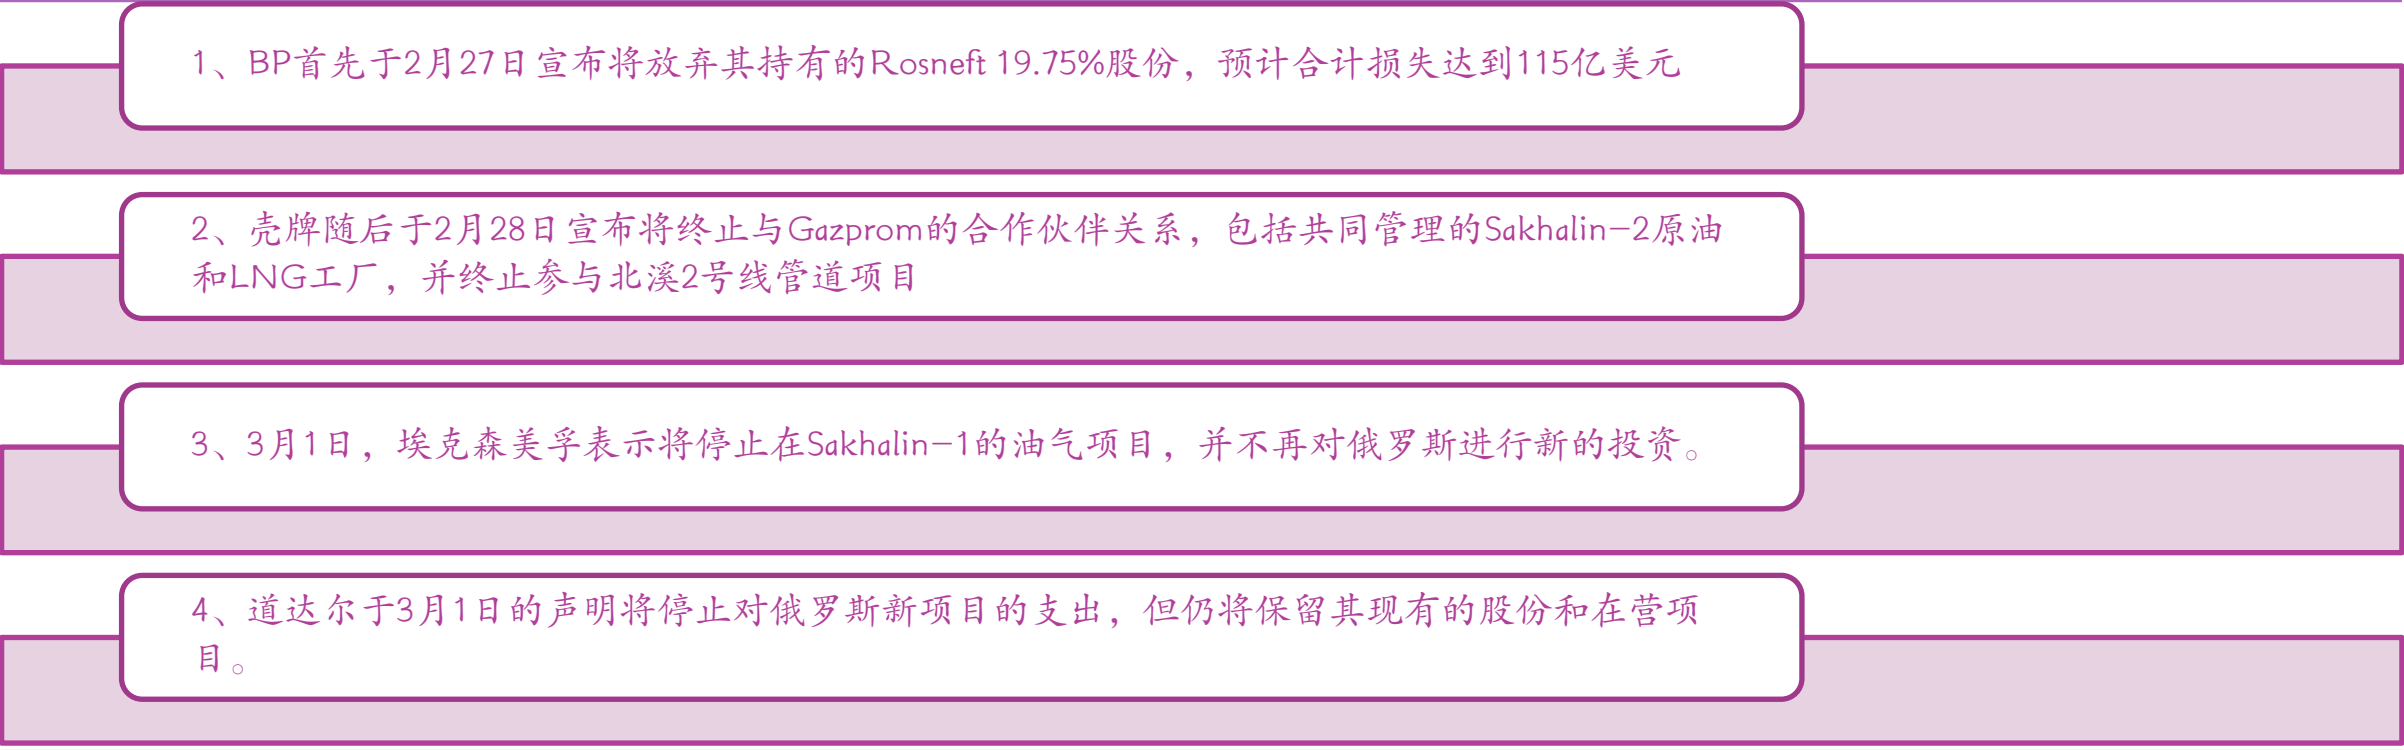 1、BP首先于2月27日宣布将放弃其持有的Rosneft 19.75%股份，预计合计损失达到115亿美元
2、壳牌随后于2月28日宣布将终止与Gazprom的合作伙伴关系，包括共同管理的Sakhalin-2原油
和LNG工厂，并终止参与北溪2号线管道项目
3、3月1日，埃克森美孚表示将停止在Sakhalin-1的油气项目，并不再对俄罗斯进行新的投资。
4、道达尔于3月1日的声明将停止对俄罗斯新项目的支出，但仍将保留其现有的股份和在营项
目。